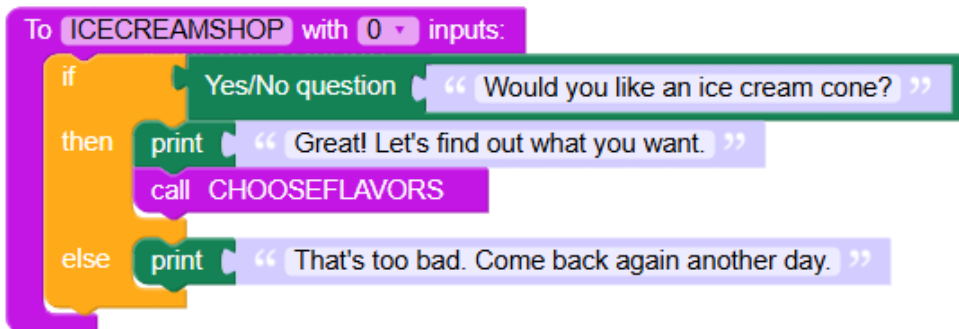 To ICECREAMSHOP with 0 inputs:
if Yes/No question “ Would you like an ice cream cone? ”
then print “ Great! Let's find out what you want. ”
call CHOOSEFLAVORS
else print “ That's too bad. Come back again another day. ”